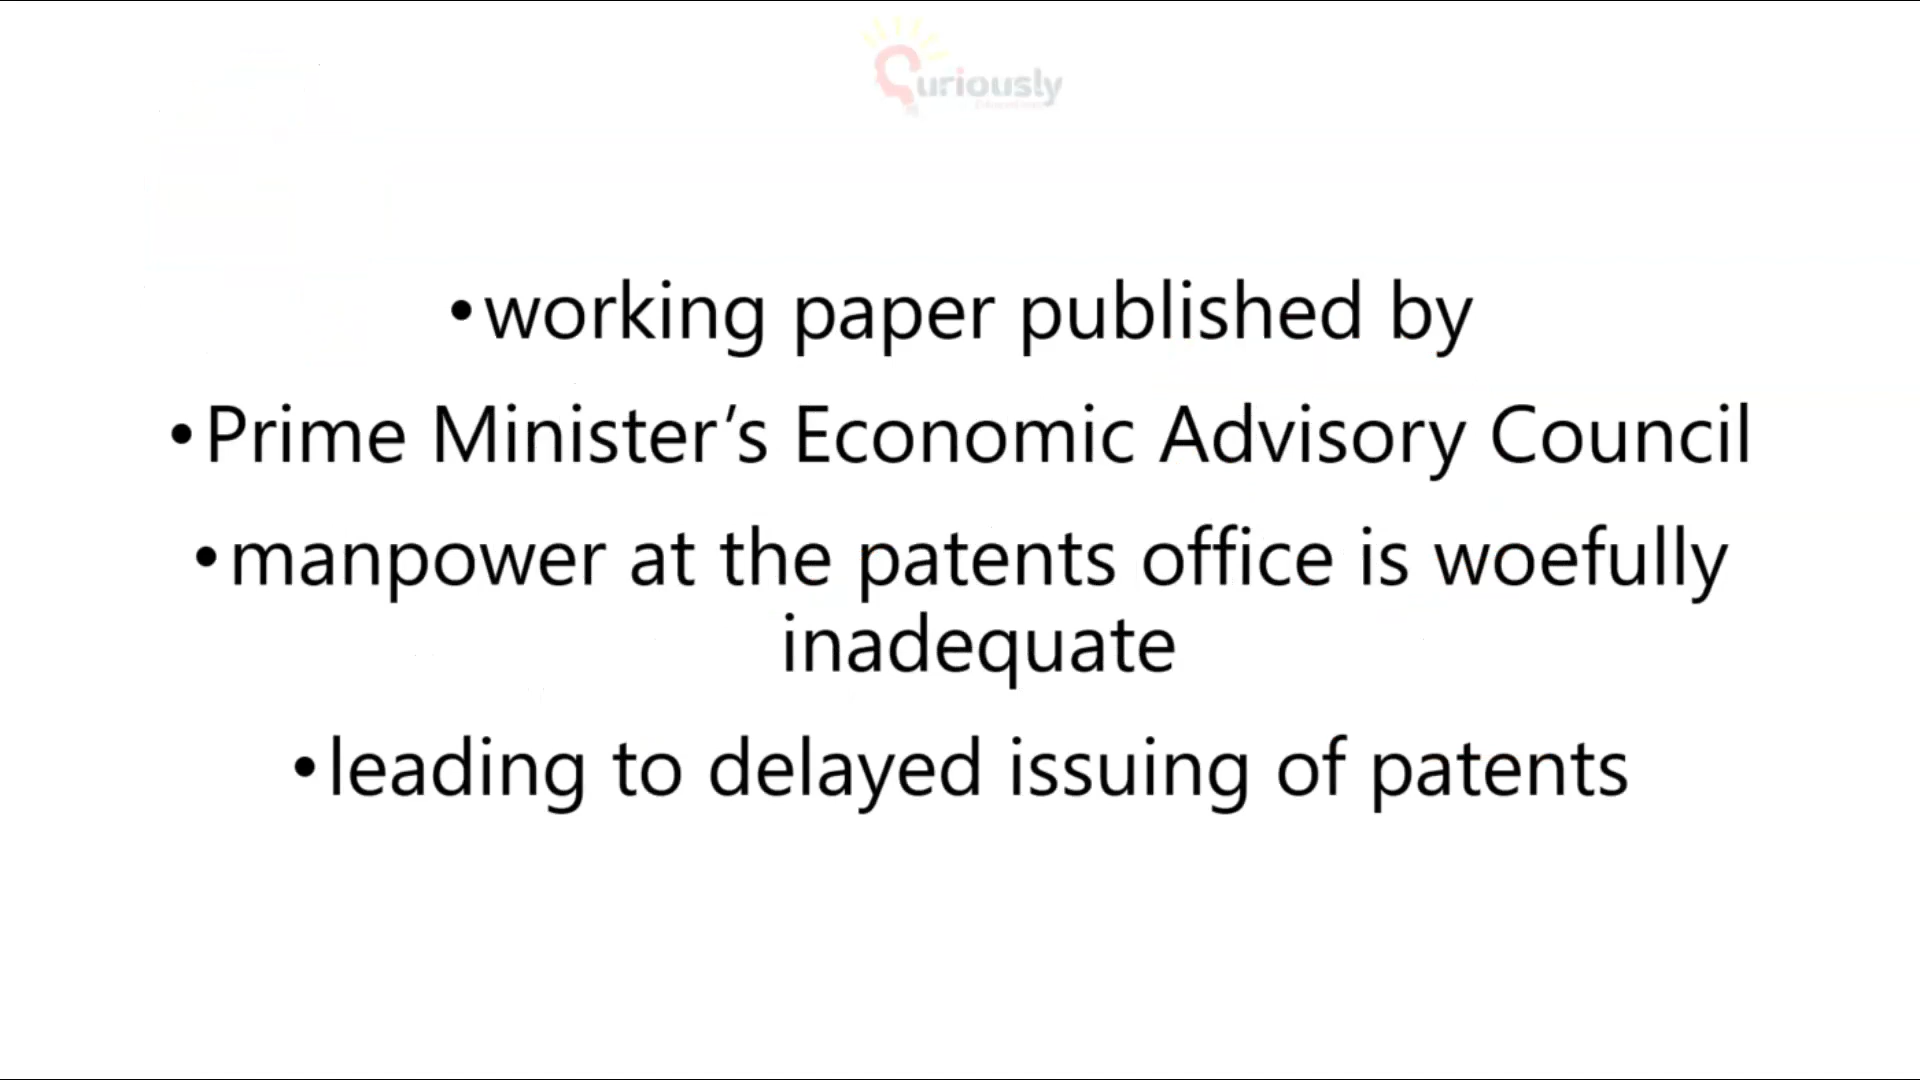 Curiously
•working paper published by
•Prime Minister’s Economic Advisory Council
•manpower at the patents office is woefully
inadequate
•leading to delayed issuing of patents